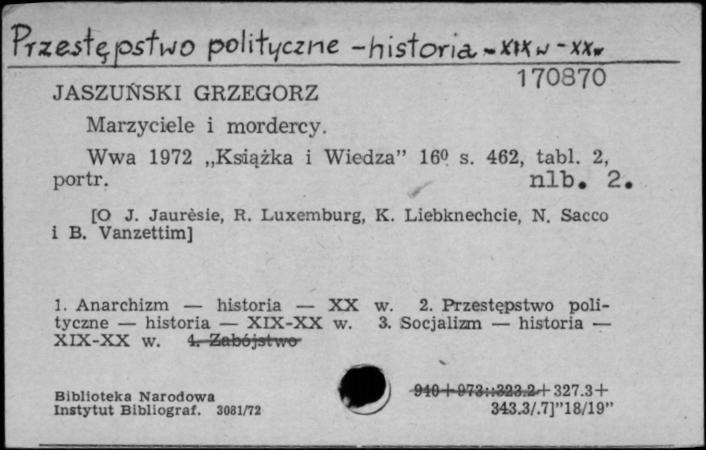 Przestępstwo polityczne - historia - XIX w - XX w
170870
JASZUŃSKI GRZEGORZ
Marzyciele i mordercy.
Wwa 1972 „Książka i Wiedza” 16⁰ s. 462, tabl. 2,
portr. nlb. 2.
[O J. Jaurèsie, R. Luxemburg, K. Liebknechcie, N. Sacco
i B. Vanzettim]
1. Anarchizm — historia — XX w. 2. Przestępstwo poli-
tyczne — historia — XIX-XX w. 3. Socjalizm — historia —
XIX-XX w. 4. Zabójstwo
Biblioteka Narodowa 940+973::323.2+327.3+
Instytut Bibliograf. 3081/72 343.3/.7]”18/19”